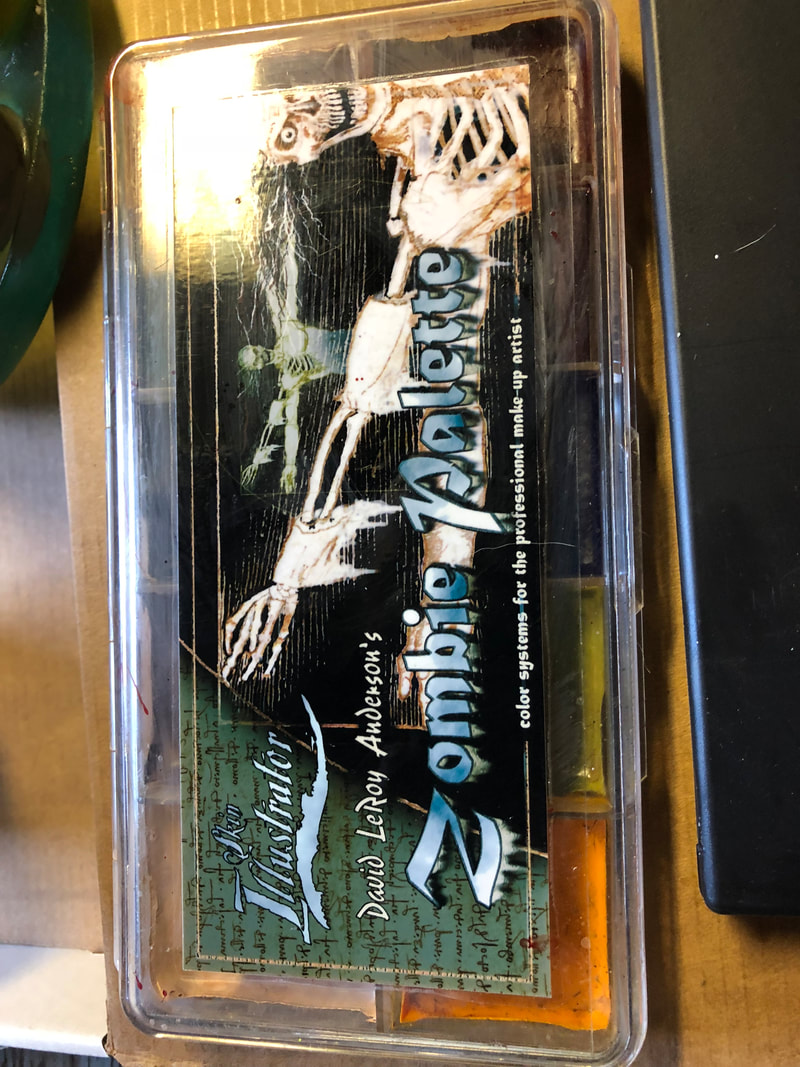 Skin
Illustrator
David LeRoy Anderson's
Zombie Palette
color systems for the professional make-up artist